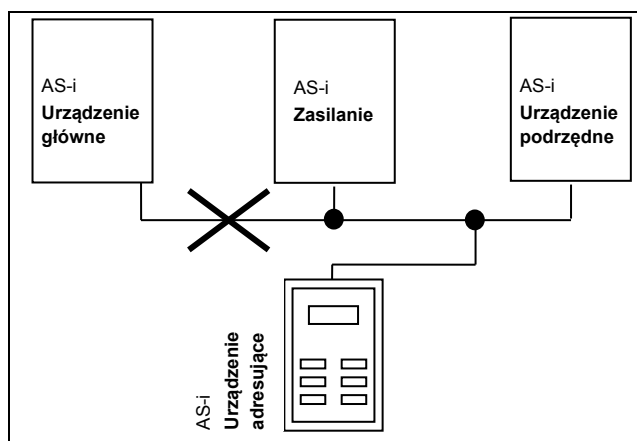 AS-i
Urządzenie
główne
AS-i
Zasilanie
AS-i
Urządzenie
podrzędne
AS-i
Urządzenie
adresujące